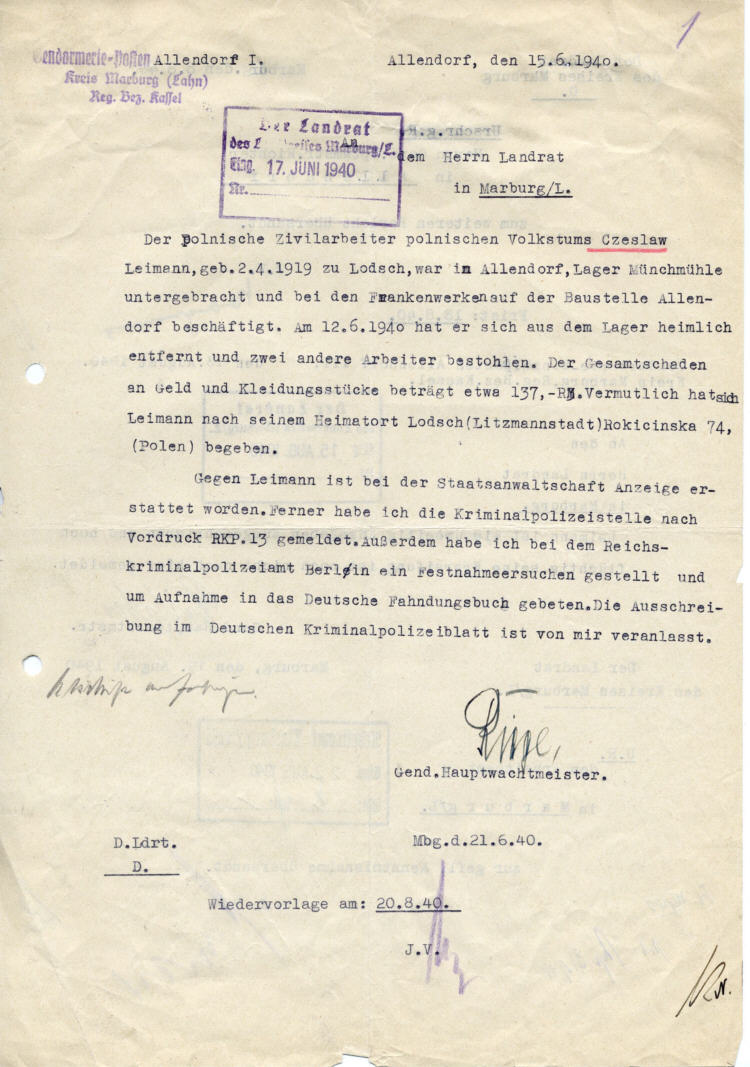 1
Gendarmerie-Posten Allendorf I.
Kreis Marburg (Lahn)
Reg. Bez. Kassel
Allendorf, den 15.6.1940.
Der Landrat
des Kreises Marburg/L.
Eing. 17. JUNI 1940
Nr.
An
dem Herrn Landrat
in Marburg/L.
Der polnische Zivilarbeiter polnischen Volkstums Czeslaw
Leimann,geb.2.4.1919 zu Lodsch,war in Allendorf,Lager Münchmühle
untergebracht und bei den Frankenwerkenauf der Baustelle Allen-
dorf beschäftigt. Am 12.6.1940 hat er sich aus dem Lager heimlich
entfernt und zwei andere Arbeiter bestohlen. Der Gesamtschaden
an Geld und Kleidungsstücke beträgt etwa 137,-RM.Vermutlich hat sich
Leimann nach seinem Heimatort Lodsch(Litzmannstadt)Rokicinska 74,
(Polen) begeben.
Gegen Leimann ist bei der Staatsanwaltschaft Anzeige er-
stattet worden.Ferner habe ich die Kriminalpolizeistelle nach
Vordruck RKP.13 gemeldet.Außerdem habe ich bei dem Reichs-
kriminalpolizeiamt Berlin ein Festnahmeersuchen gestellt und
um Aufnahme in das Deutsche Fahndungsbuch gebeten.Die Ausschrei-
bung im Deutschen Kriminalpolizeiblatt ist von mir veranlasst.
Gend.Hauptwachtmeister.
D.Ldrt.
D.
Mbg.d.21.6.40.
Wiedervorlage am: 20.8.40.
J.V.